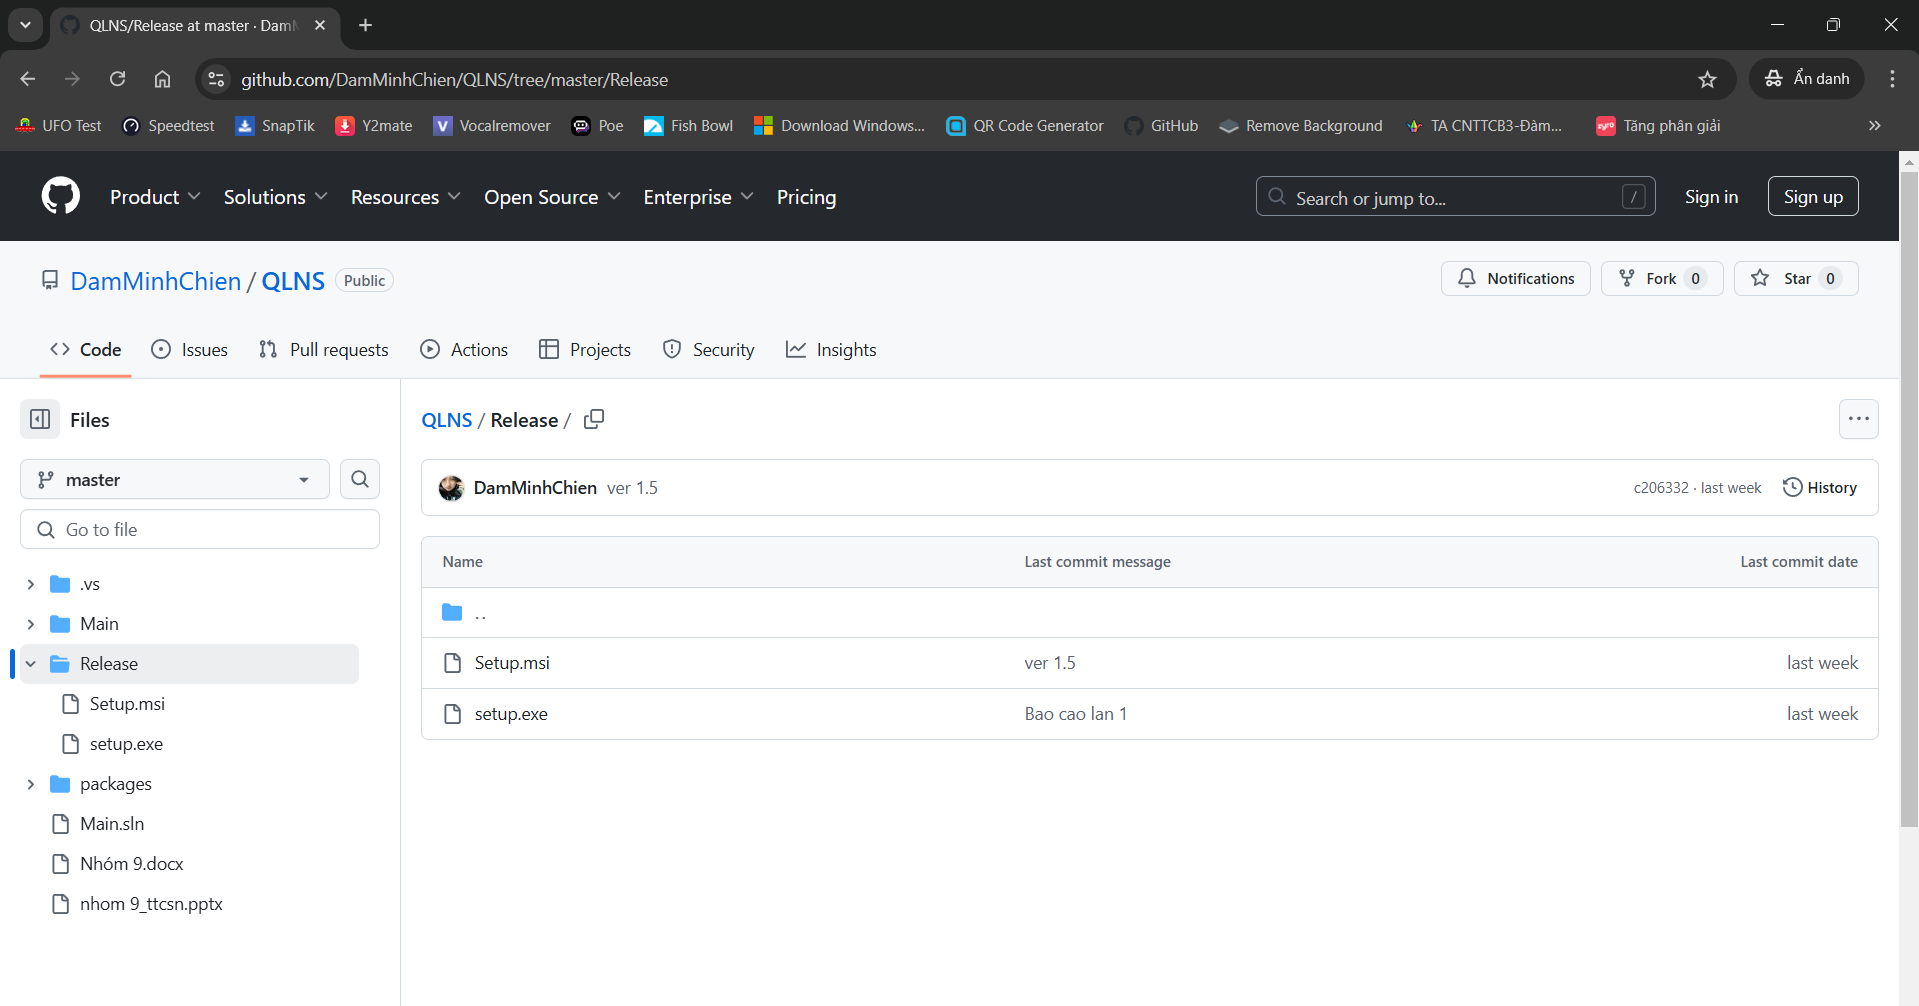 QLNS/Release at master · DamM
github.com/DamMinhChien/QLNS/tree/master/Release
Ẩn danh
UFO Test
Speedtest
SnapTik
Y2mate
Vocalremover
Poe
Fish Bowl
Download Windows...
QR Code Generator
GitHub
Remove Background
TA CNTTCB3-Đàm...
zyro
Tăng phân giải
Product
Solutions
Resources
Open Source
Enterprise
Pricing
Search or jump to...
/
Sign in
Sign up
DamMinhChien / QLNS
Public
Notifications
Fork 0
Star 0
Code
Issues
Pull requests
Actions
Projects
Security
Insights
Files
master
Go to file
.vs
Main
Release
Setup.msi
setup.exe
packages
Main.sln
Nhóm 9.docx
nhom 9_ttcsn.pptx
QLNS / Release /
DamMinhChien ver 1.5
c206332 · last week
History
Name
Last commit message
Last commit date
..
Setup.msi
ver 1.5
last week
setup.exe
Bao cao lan 1
last week